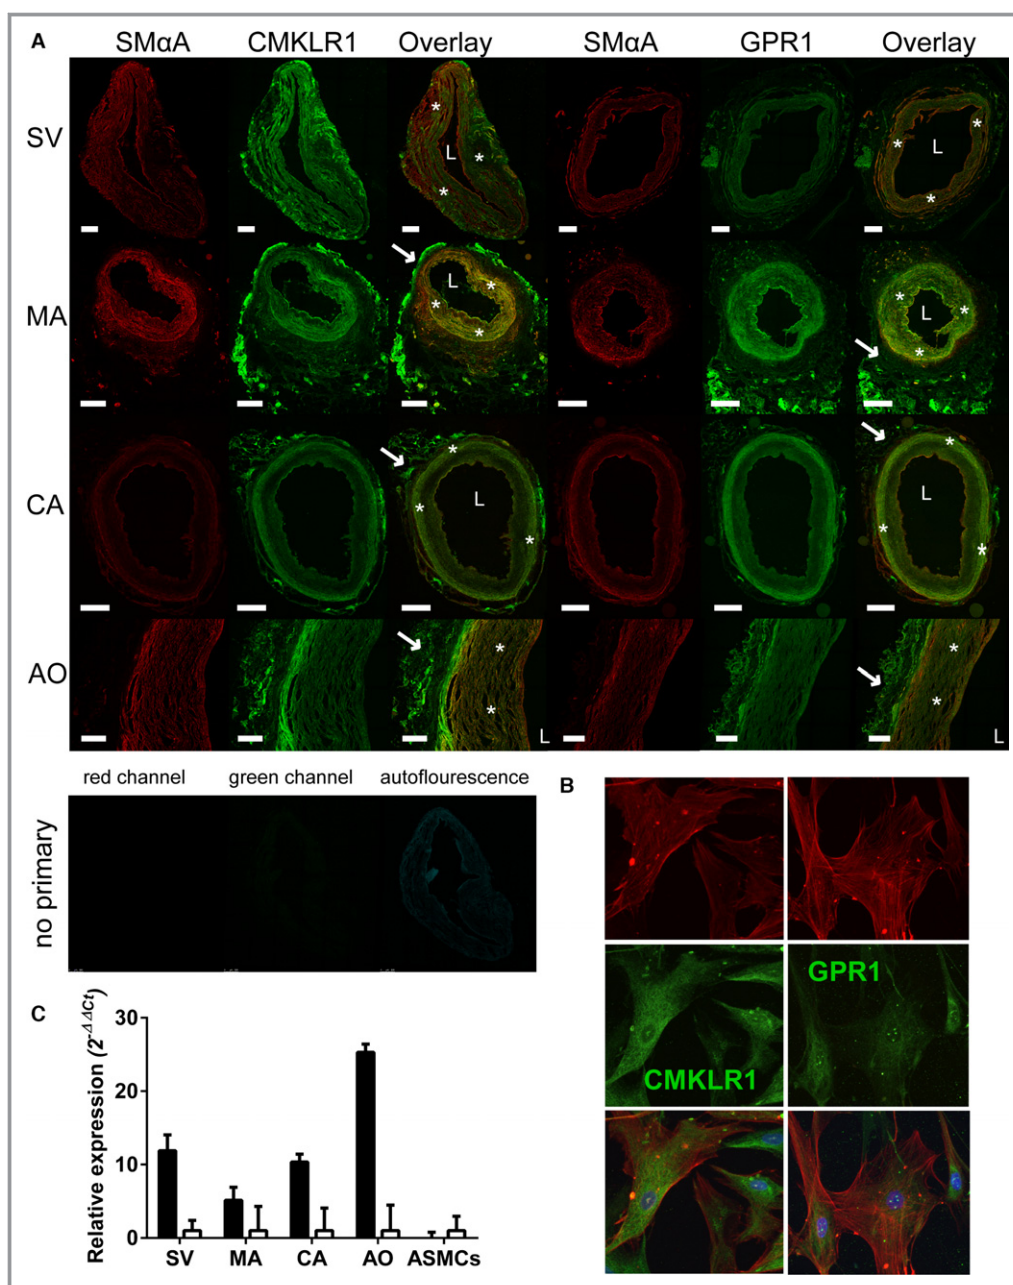 A
SMαA CMKLR1 Overlay SMαA GPR1 Overlay
SV
L * * *
L * * *
MA
L * * *
L * * *
CA
L * * *
L * * *
AO
* * L
* * L
red channel green channel autoflourescence
no primary
B
GPR1
CMKLR1
C
Relative expression (2^-ΔΔCt)
30
20
10
0
SV MA CA AO ASMCs